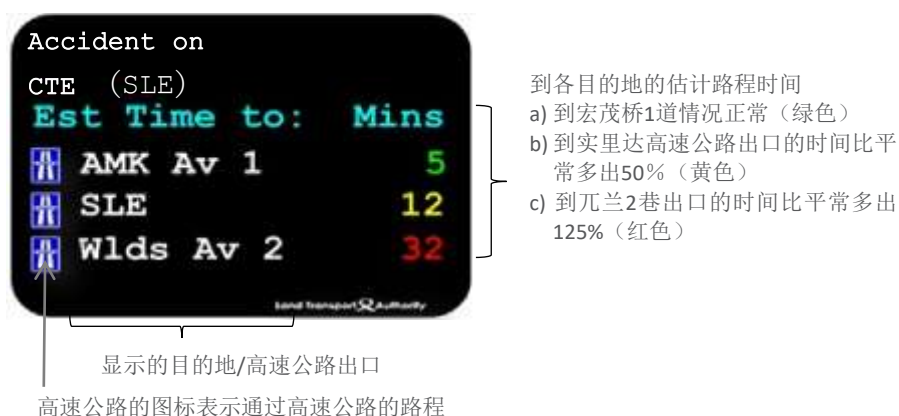 Accident on
CTE (SLE)
Est Time to: Mins
AMK Av 1 5
SLE 12
Wlds Av 2 32
Land Transport Authority
到各目的地的估计路程时间
a) 到宏茂桥1道情况正常（绿色）
b) 到实里达高速公路出口的时间比平
常多出50%（黄色）
c) 到兀兰2巷出口的时间比平常多出
125%（红色）
显示的目的地/高速公路出口
高速公路的图标表示通过高速公路的路程